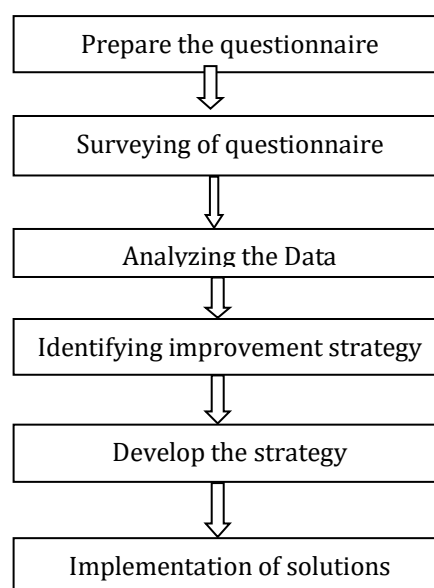 Prepare the questionnaire
Surveying of questionnaire
Analyzing the Data
Identifying improvement strategy
Develop the strategy
Implementation of solutions